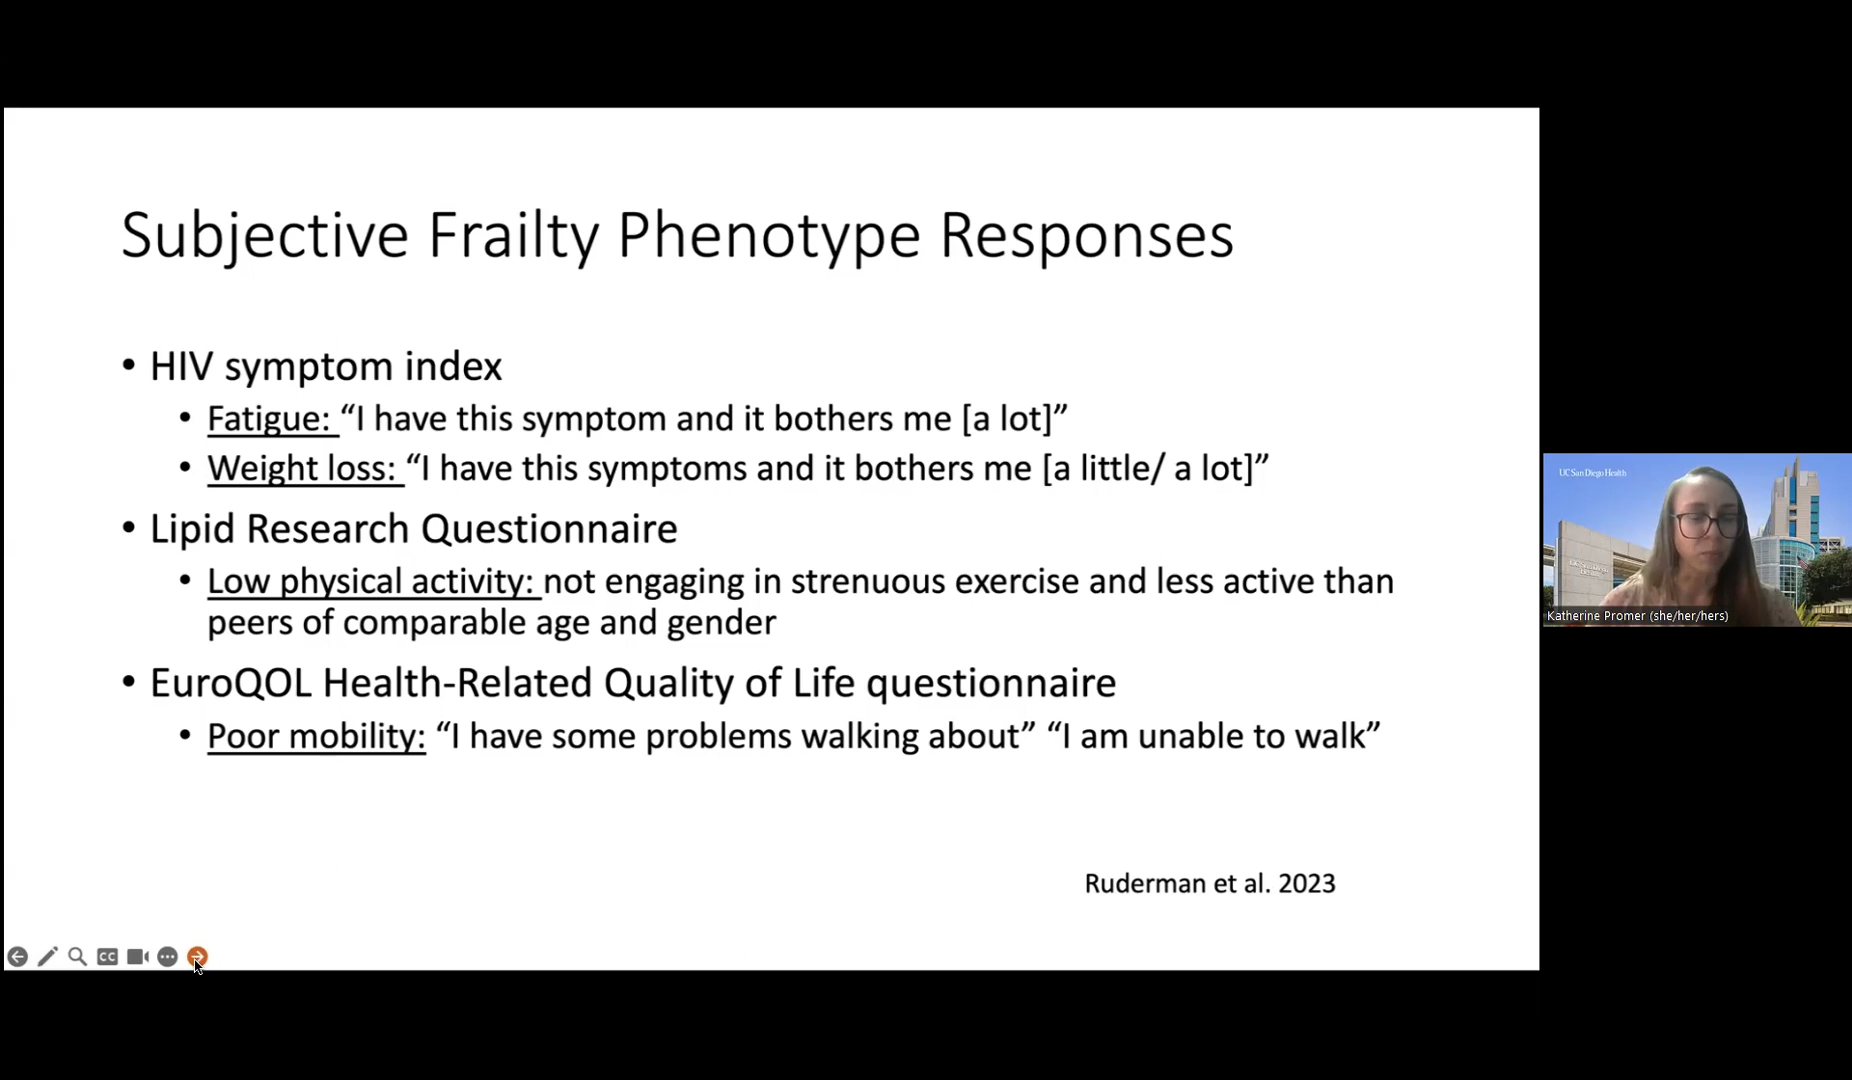 Subjective Frailty Phenotype Responses
• HIV symptom index
• Fatigue: “I have this symptom and it bothers me [a lot]”
• Weight loss: “I have this symptoms and it bothers me [a little/ a lot]”
• Lipid Research Questionnaire
• Low physical activity: not engaging in strenuous exercise and less active than
peers of comparable age and gender
• EuroQOL Health-Related Quality of Life questionnaire
• Poor mobility: “I have some problems walking about” “I am unable to walk”
Ruderman et al. 2023
CC
UC San Diego Health
Katherine Promer (she/her/hers)